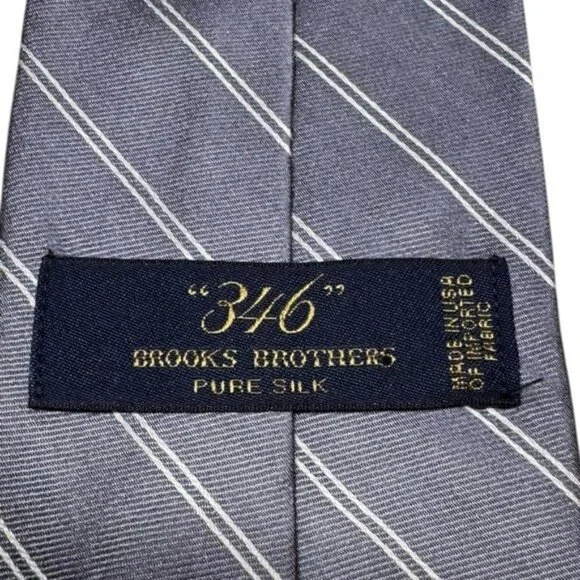 “346”
BROOKS BROTHERS
PURE SILK
MADE IN USA
OF IMPORTED
FABRIC